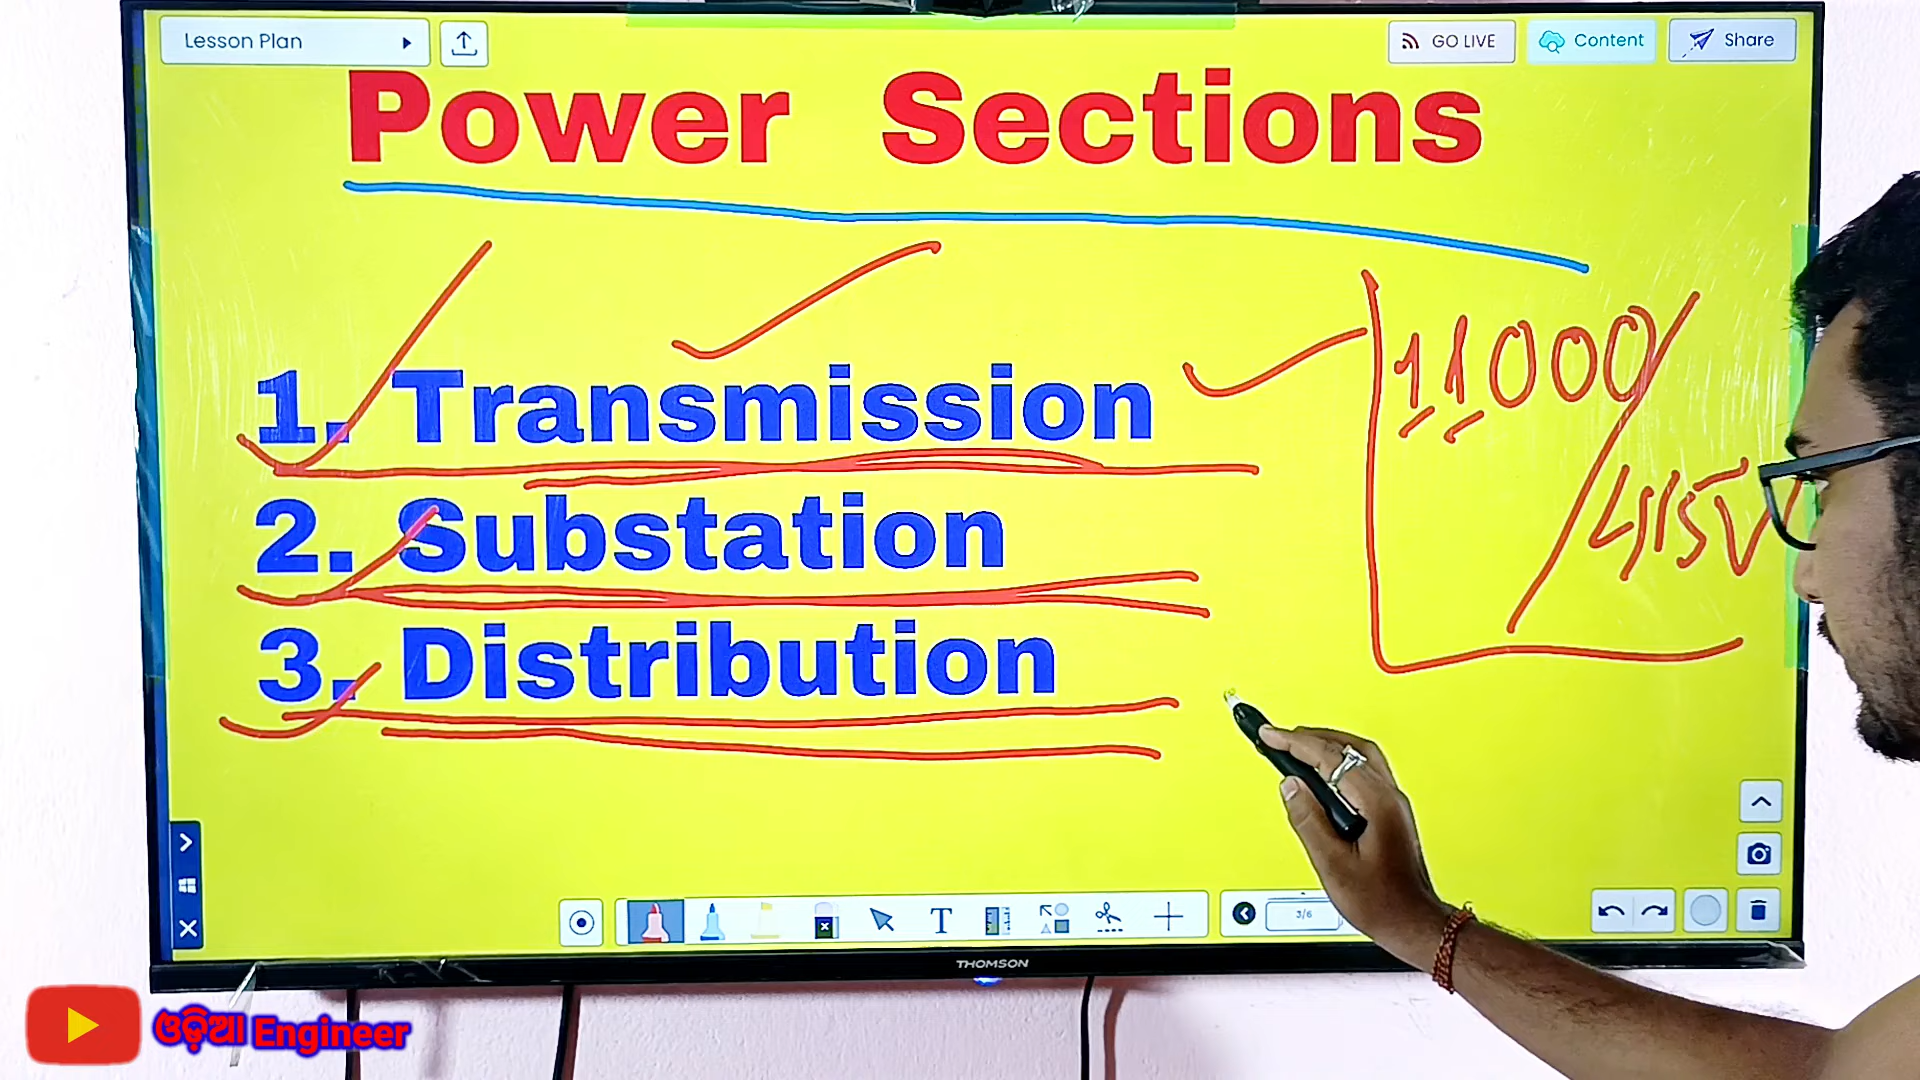 Lesson Plan
GO LIVE
Content
Share
Power Sections
1. Transmission
2. Substation
3. Distribution
11000/
415V
T
3/6
THOMSON
ଓଡ଼ିଆ Engineer